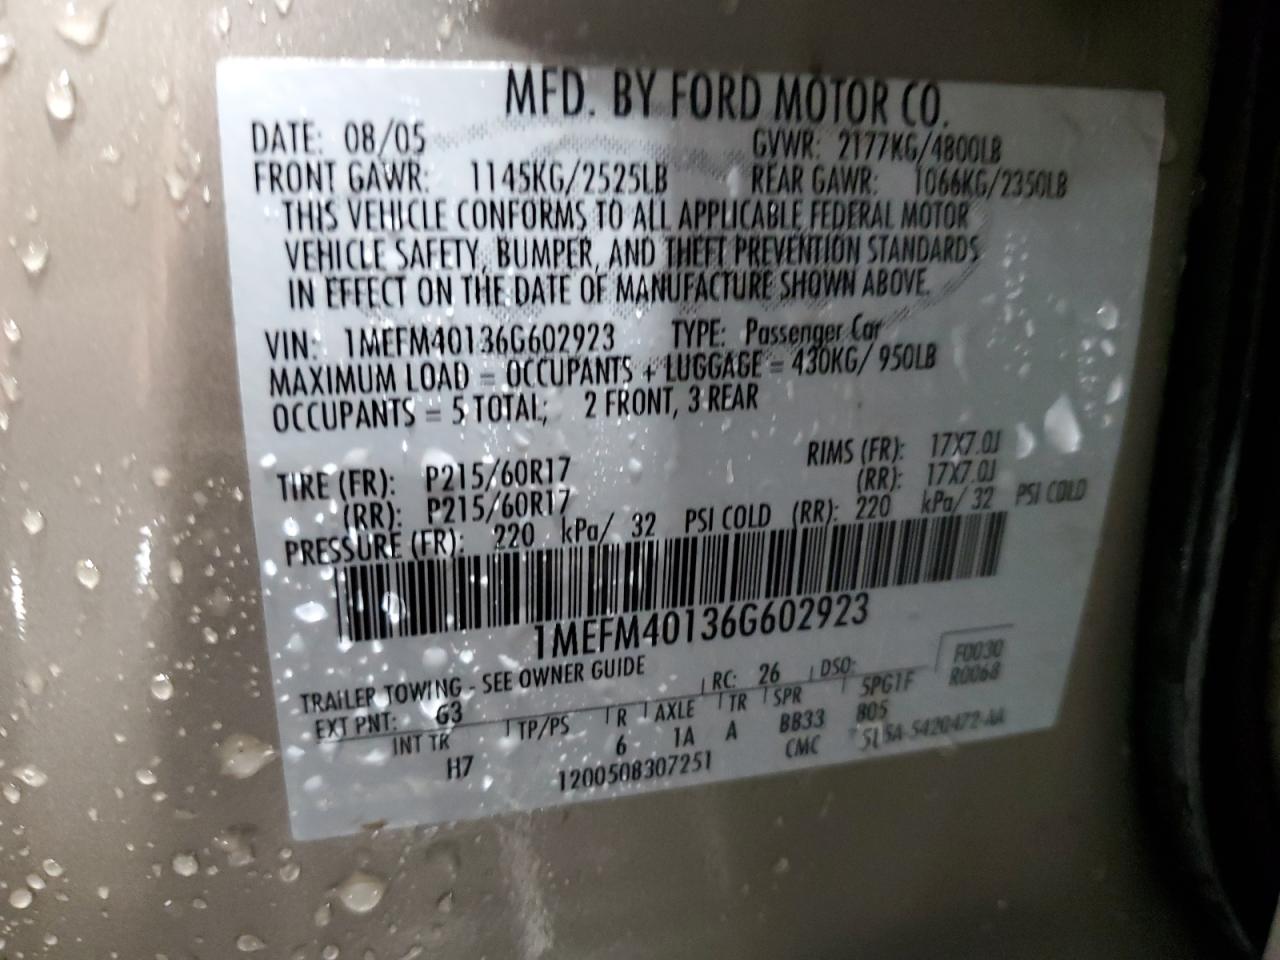 MFD. BY FORD MOTOR CO.
DATE: 08/05 GVWR: 2177KG/4800LB
FRONT GAWR: 1145KG/2525LB REAR GAWR: 1066KG/2350LB
THIS VEHICLE CONFORMS TO ALL APPLICABLE FEDERAL MOTOR
VEHICLE SAFETY, BUMPER, AND THEFT PREVENTION STANDARDS
IN EFFECT ON THE DATE OF MANUFACTURE SHOWN ABOVE.
VIN: 1MEFM40136G602923 TYPE: Passenger Car
MAXIMUM LOAD = OCCUPANTS + LUGGAGE = 430KG/ 950LB
OCCUPANTS = 5 TOTAL; 2 FRONT, 3 REAR
TIRE (FR): P215/60R17 RIMS (FR): 17X7.0J
(RR): P215/60R17 (RR): 17X7.0J
PRESSURE (FR): 220 kPa/ 32 PSI COLD (RR): 220 kPa/ 32 PSI COLD
1MEFM40136G602923
TRAILER TOWING - SEE OWNER GUIDE RC: 26 DSO: F0030
EXT PNT: G3 R0068
INT TR TP/PS R AXLE TR SPR SPG1F
H7 6 1A A BB33 805
1200508307251 CMC 5U5A-5420472-AA